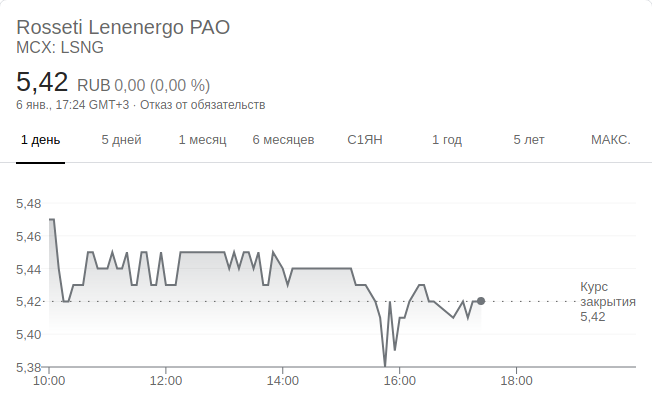 Rosseti Lenenergo PAO
MCX: LSNG
5,42 RUB 0,00 (0,00 %)
6 янв., 17:24 GMT+3 · Отказ от обязательств
1 день 5 дней 1 месяц 6 месяцев С1ЯН 1 год 5 лет МАКС.
5,48
5,46
5,44
Курс
5,42 закрытия
5,42
5,40
5,38
10:00 12:00 14:00 16:00 18:00